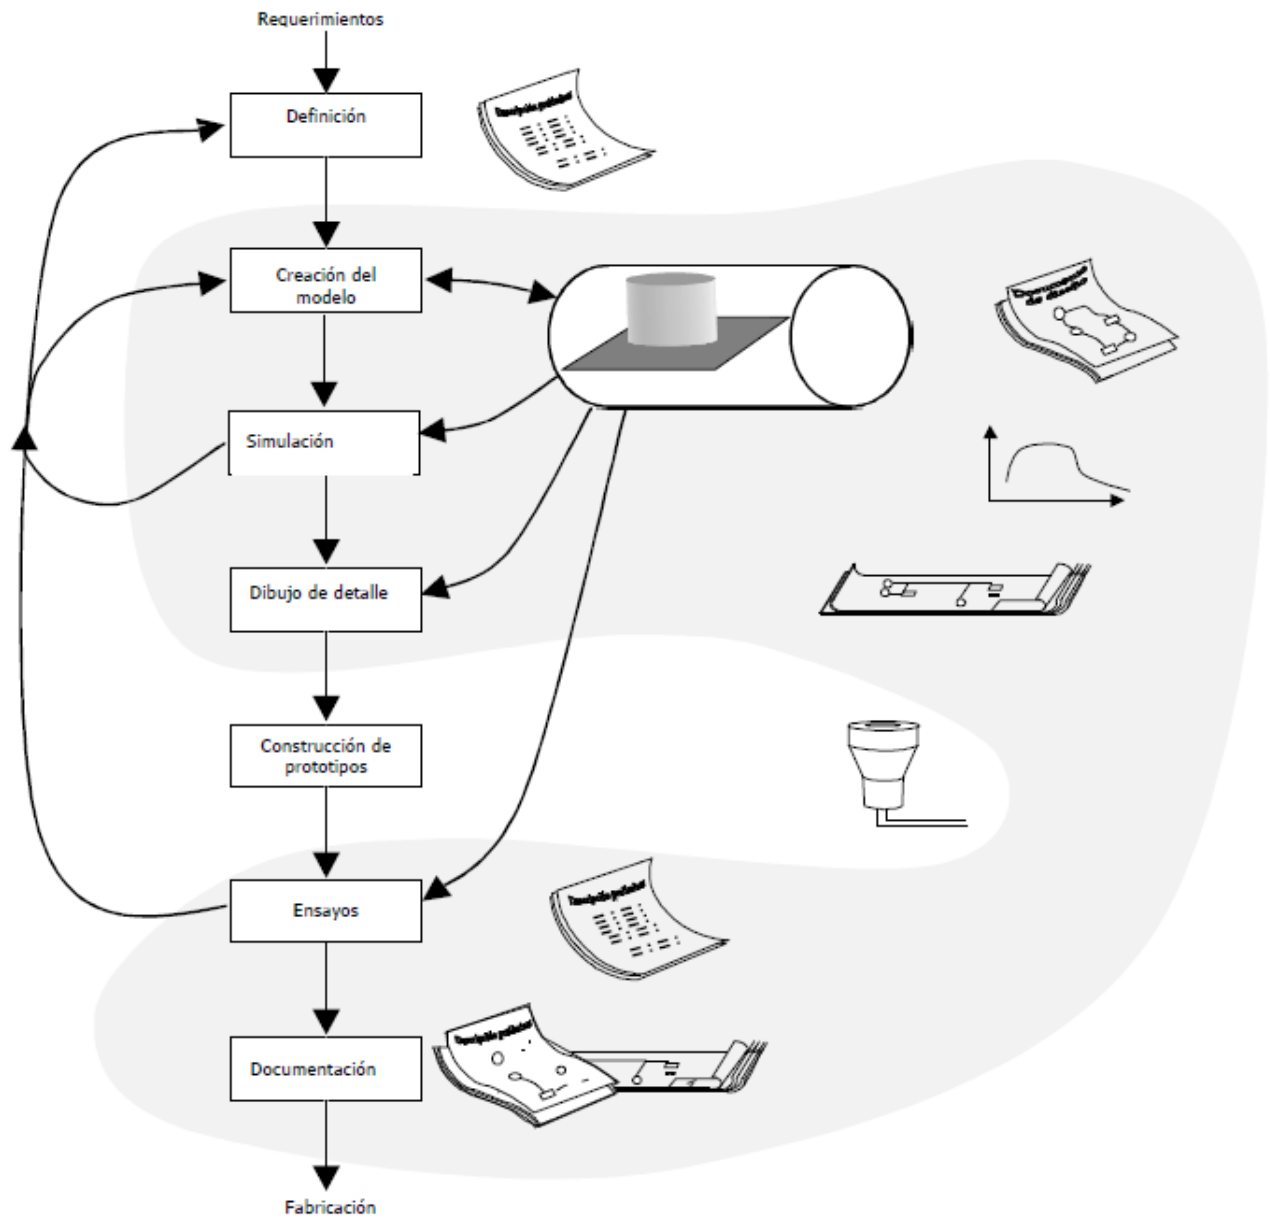 Requerimientos
Definición
Creación del
modelo
Simulación
Dibujo de detalle
Construcción de
prototipos
Ensayos
Documentación
Fabricación